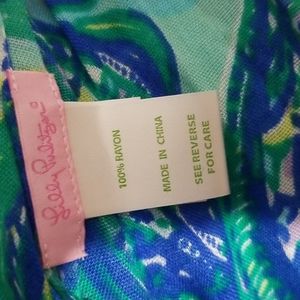 Lilly Pulitzer®
100% RAYON
MADE IN CHINA
SEE REVERSE
FOR CARE